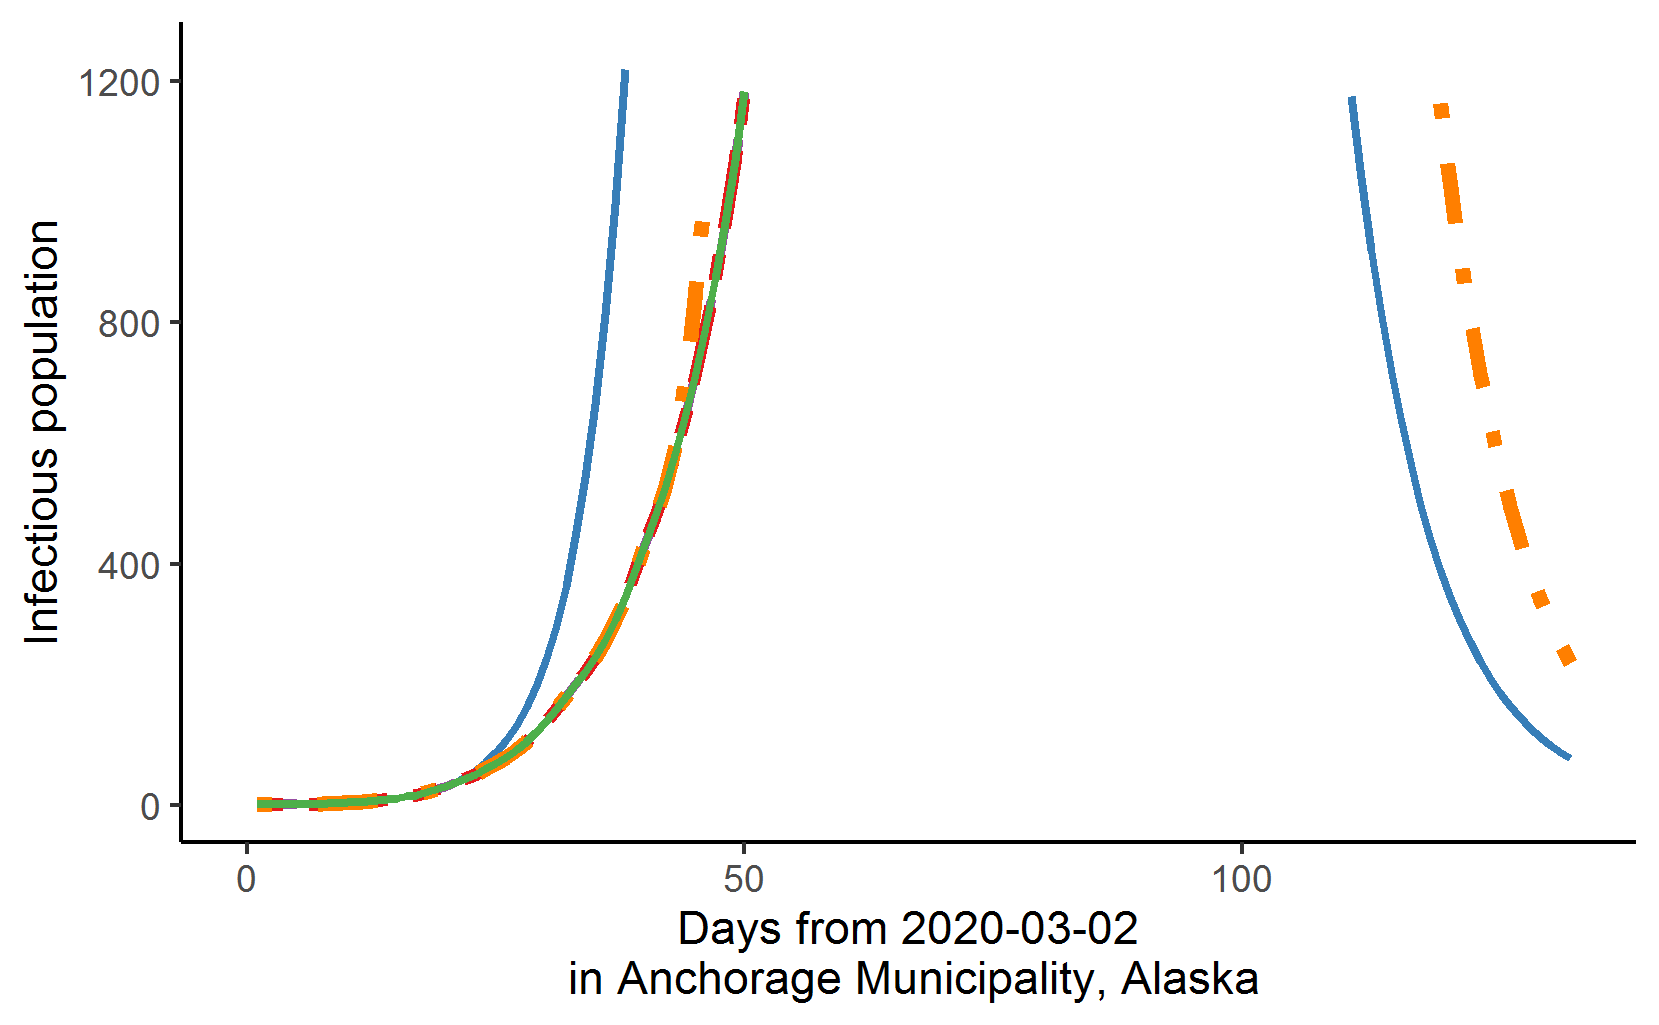 1200
800
400
0
Infectious population
0 50 100
Days from 2020-03-02
in Anchorage Municipality, Alaska